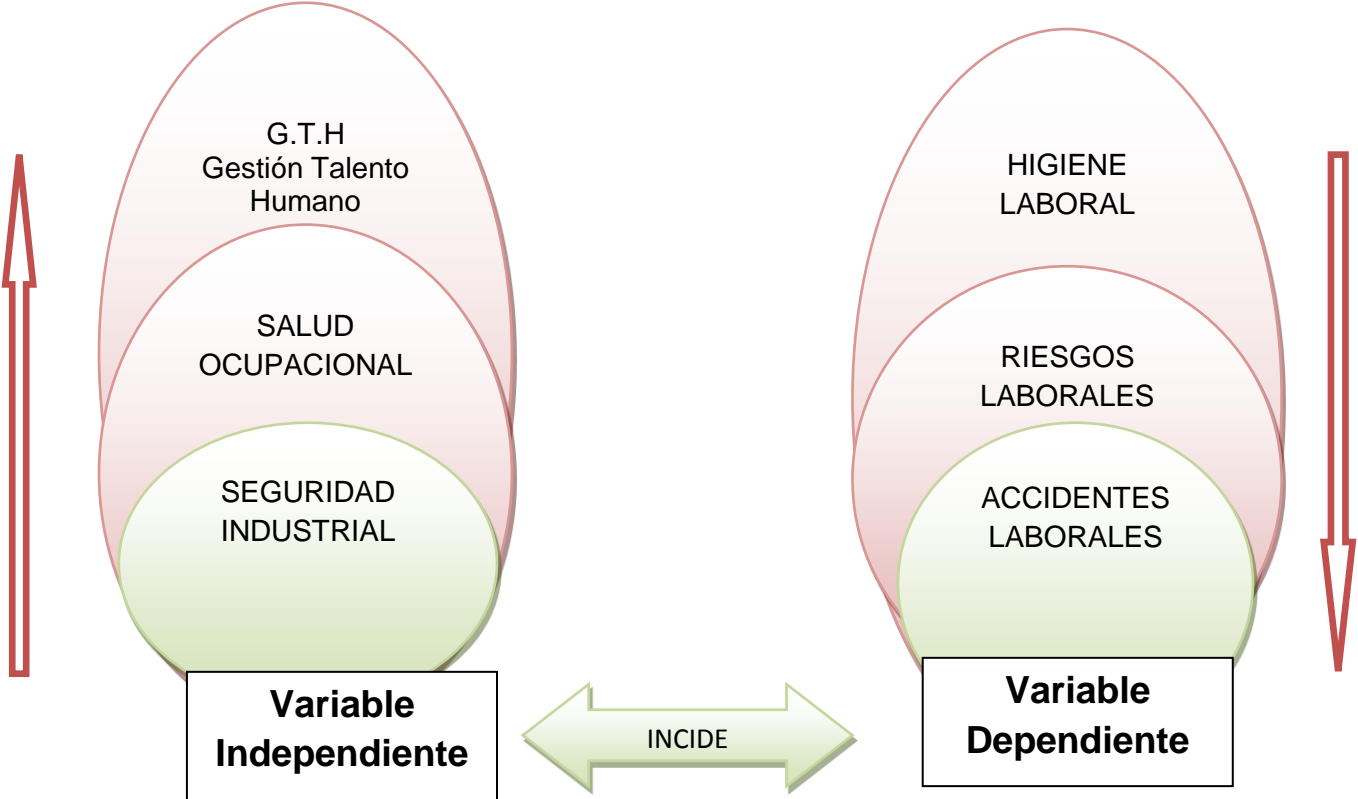 G.T.H
Gestión Talento
Humano
SALUD
OCUPACIONAL
SEGURIDAD
INDUSTRIAL
Variable
Independiente
INCIDE
HIGIENE
LABORAL
RIESGOS
LABORALES
ACCIDENTES
LABORALES
Variable
Dependiente